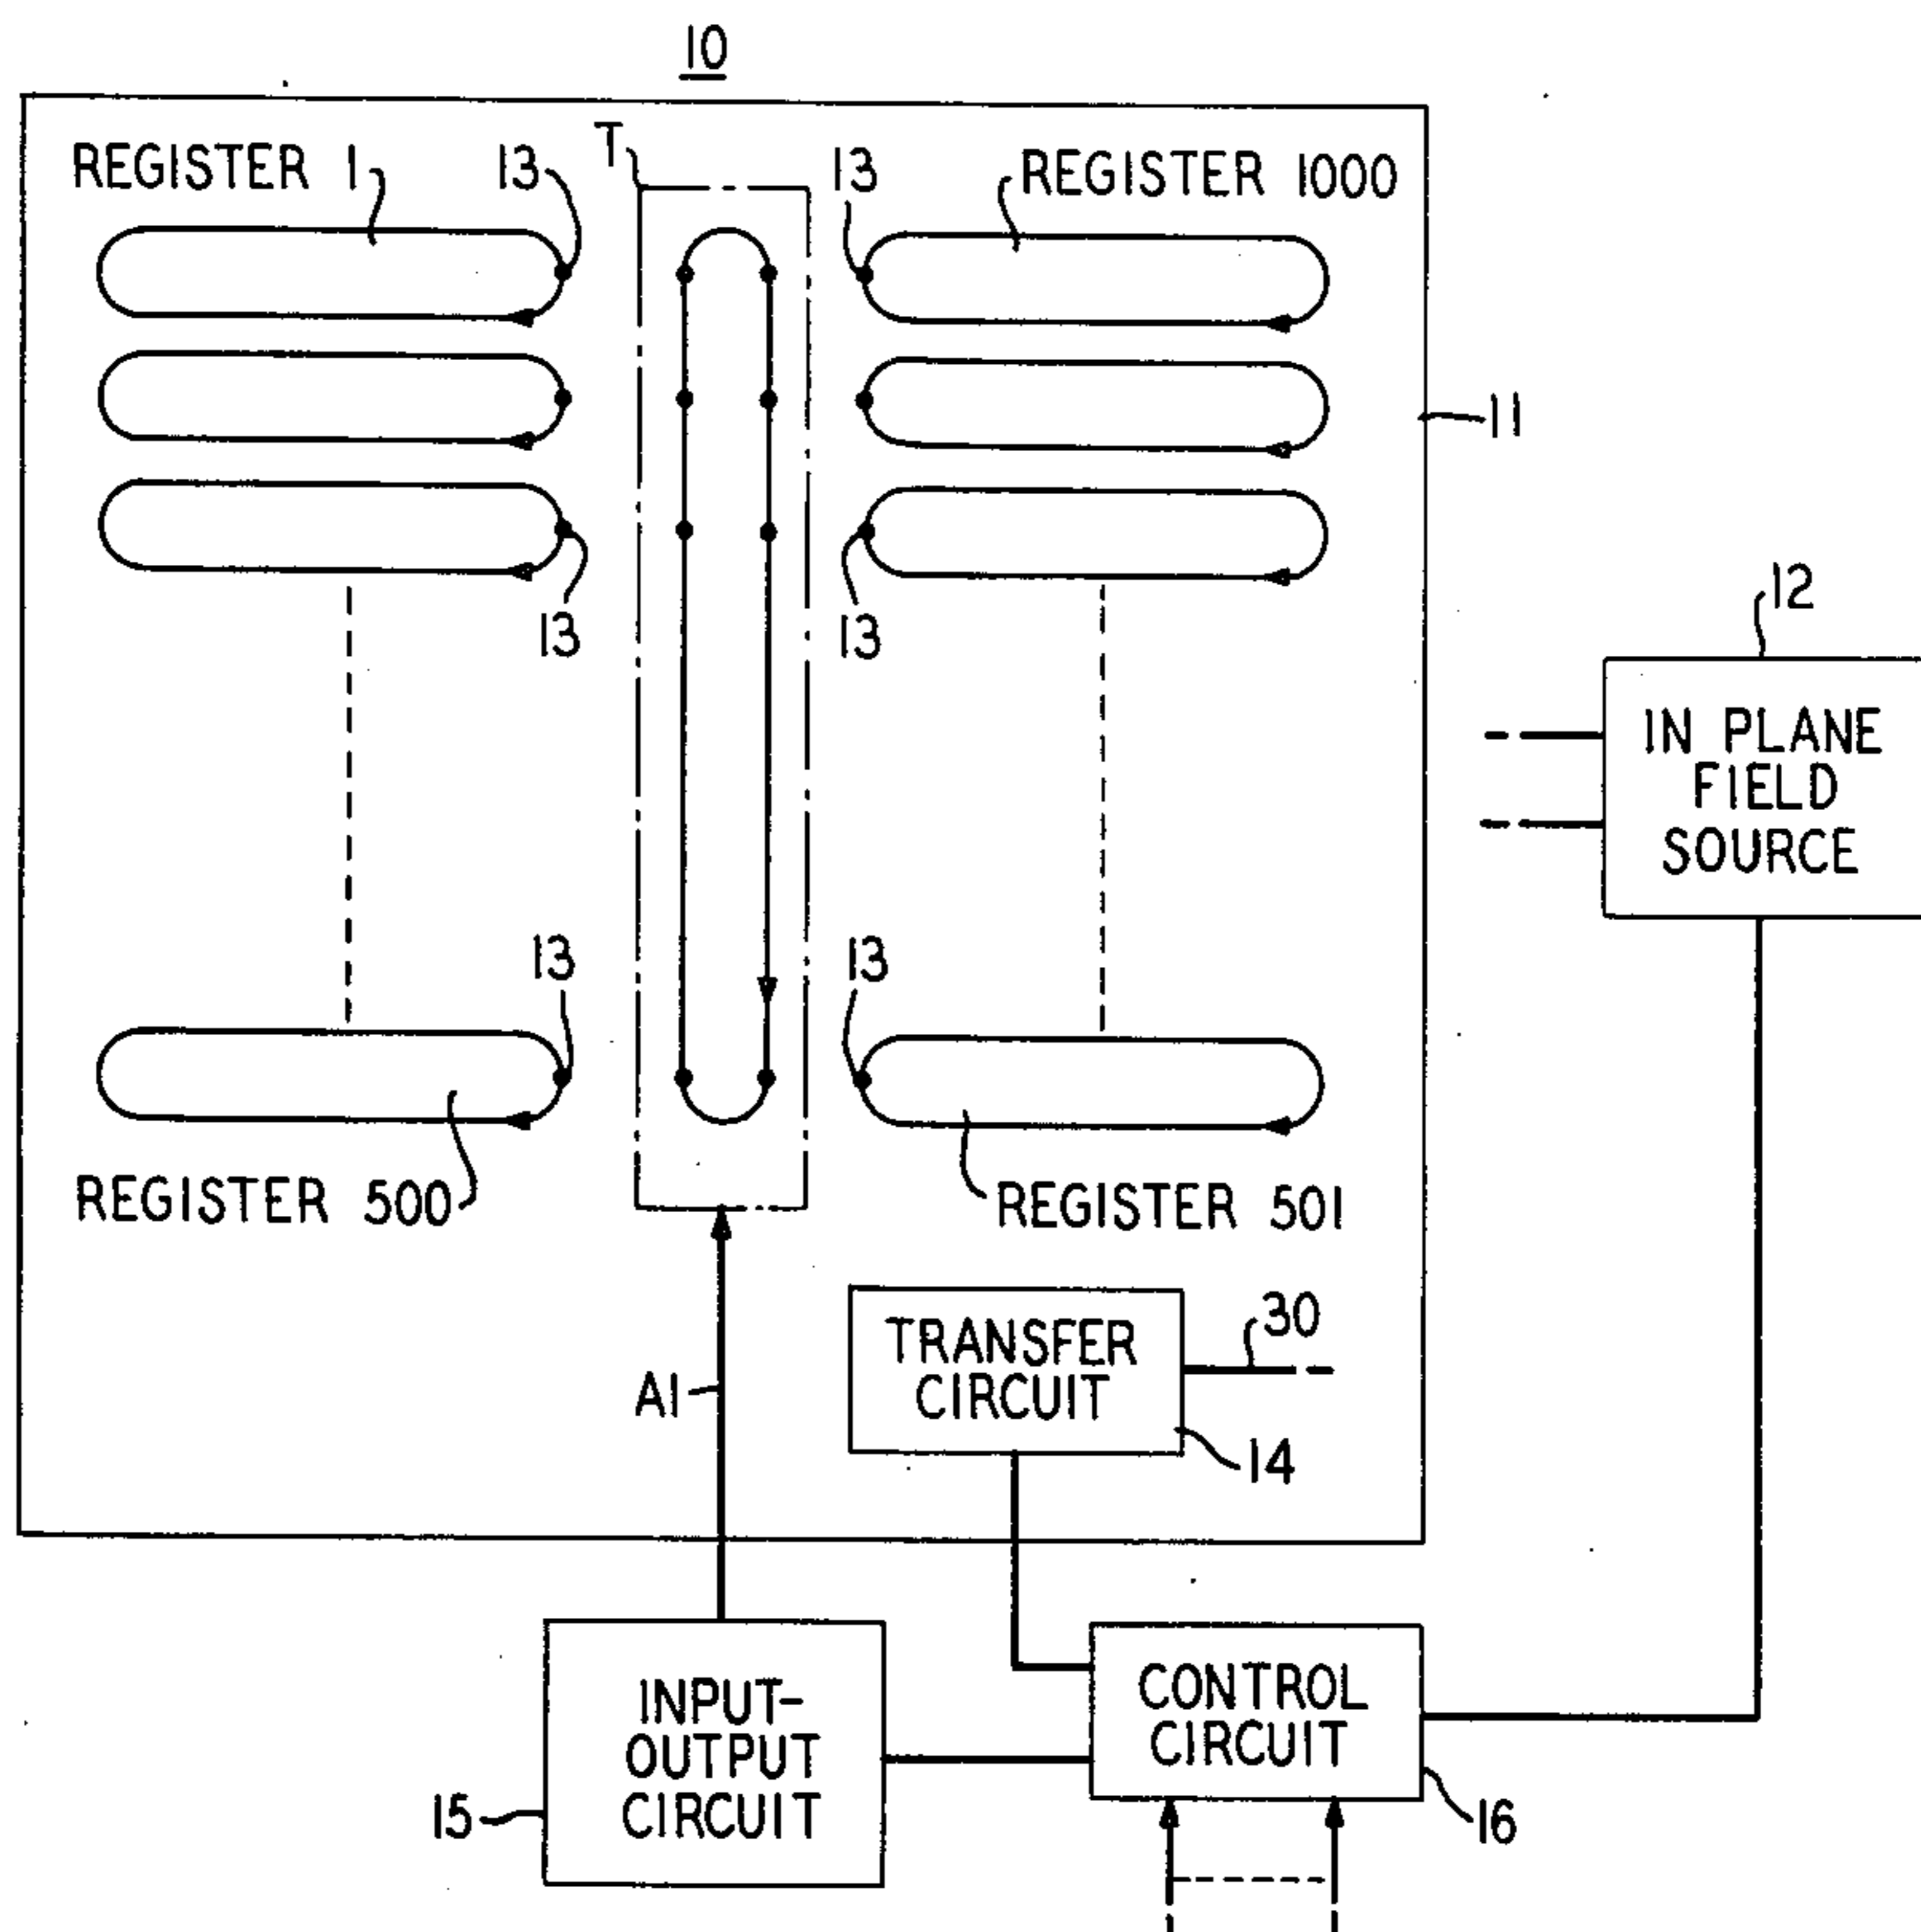 10
REGISTER 1
13
T
13
REGISTER 1000
11
13
13
12
IN PLANE
FIELD
SOURCE
13
13
REGISTER 500
REGISTER 501
TRANSFER
CIRCUIT
30
A1
14
INPUT-
OUTPUT
CIRCUIT
CONTROL
CIRCUIT
15
16